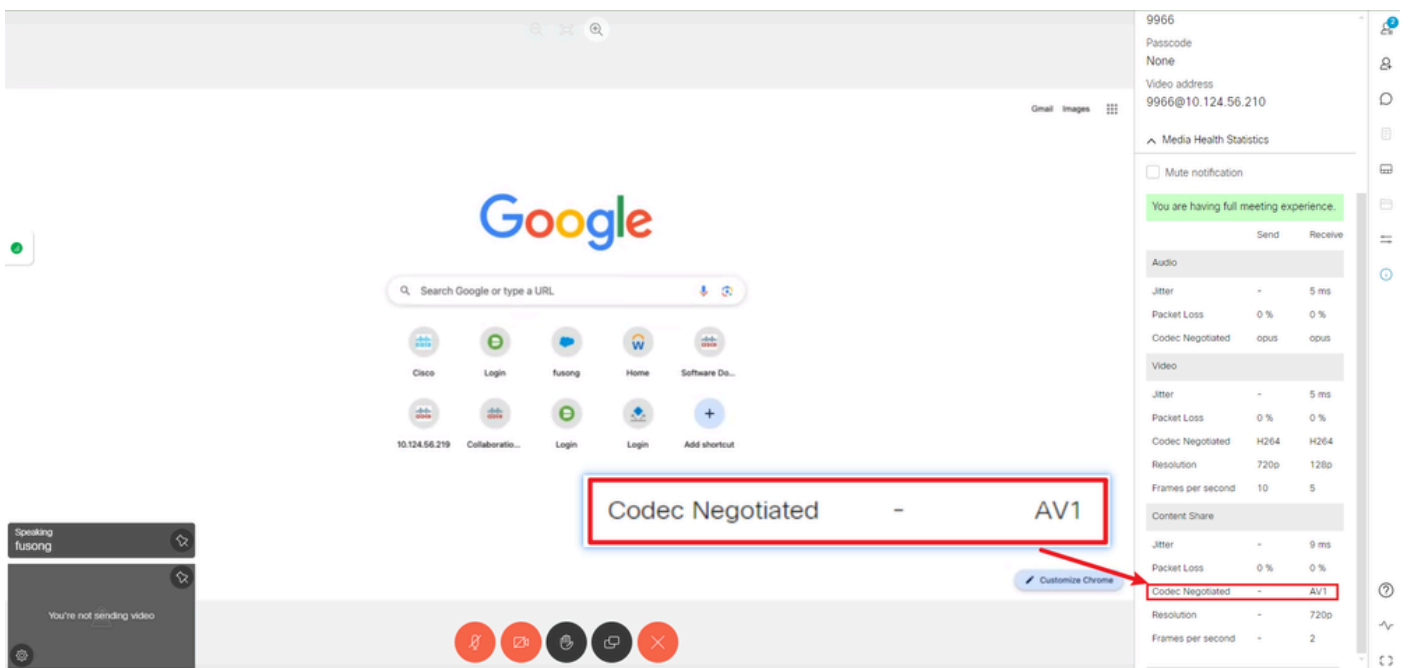 Gmail Images
Google
Search Google or type a URL
Cisco Login fusong Home Software Do...
10.124.56.219 Collaboratio... Login Login Add shortcut
Codec Negotiated - AV1
Customize Chrome
Speaking
fusong
You're not sending video
9966
Passcode
None
Video address
9966@10.124.56.210
Media Health Statistics
Mute notification
You are having full meeting experience.
Send Receive
Audio
Jitter - 5 ms
Packet Loss 0 % 0 %
Codec Negotiated opus opus
Video
Jitter - 5 ms
Packet Loss 0 % 0 %
Codec Negotiated H264 H264
Resolution 720p 128p
Frames per second 10 5
Content Share
Jitter - 9 ms
Packet Loss 0 % 0 %
Codec Negotiated - AV1
Resolution - 720p
Frames per second - 2
2